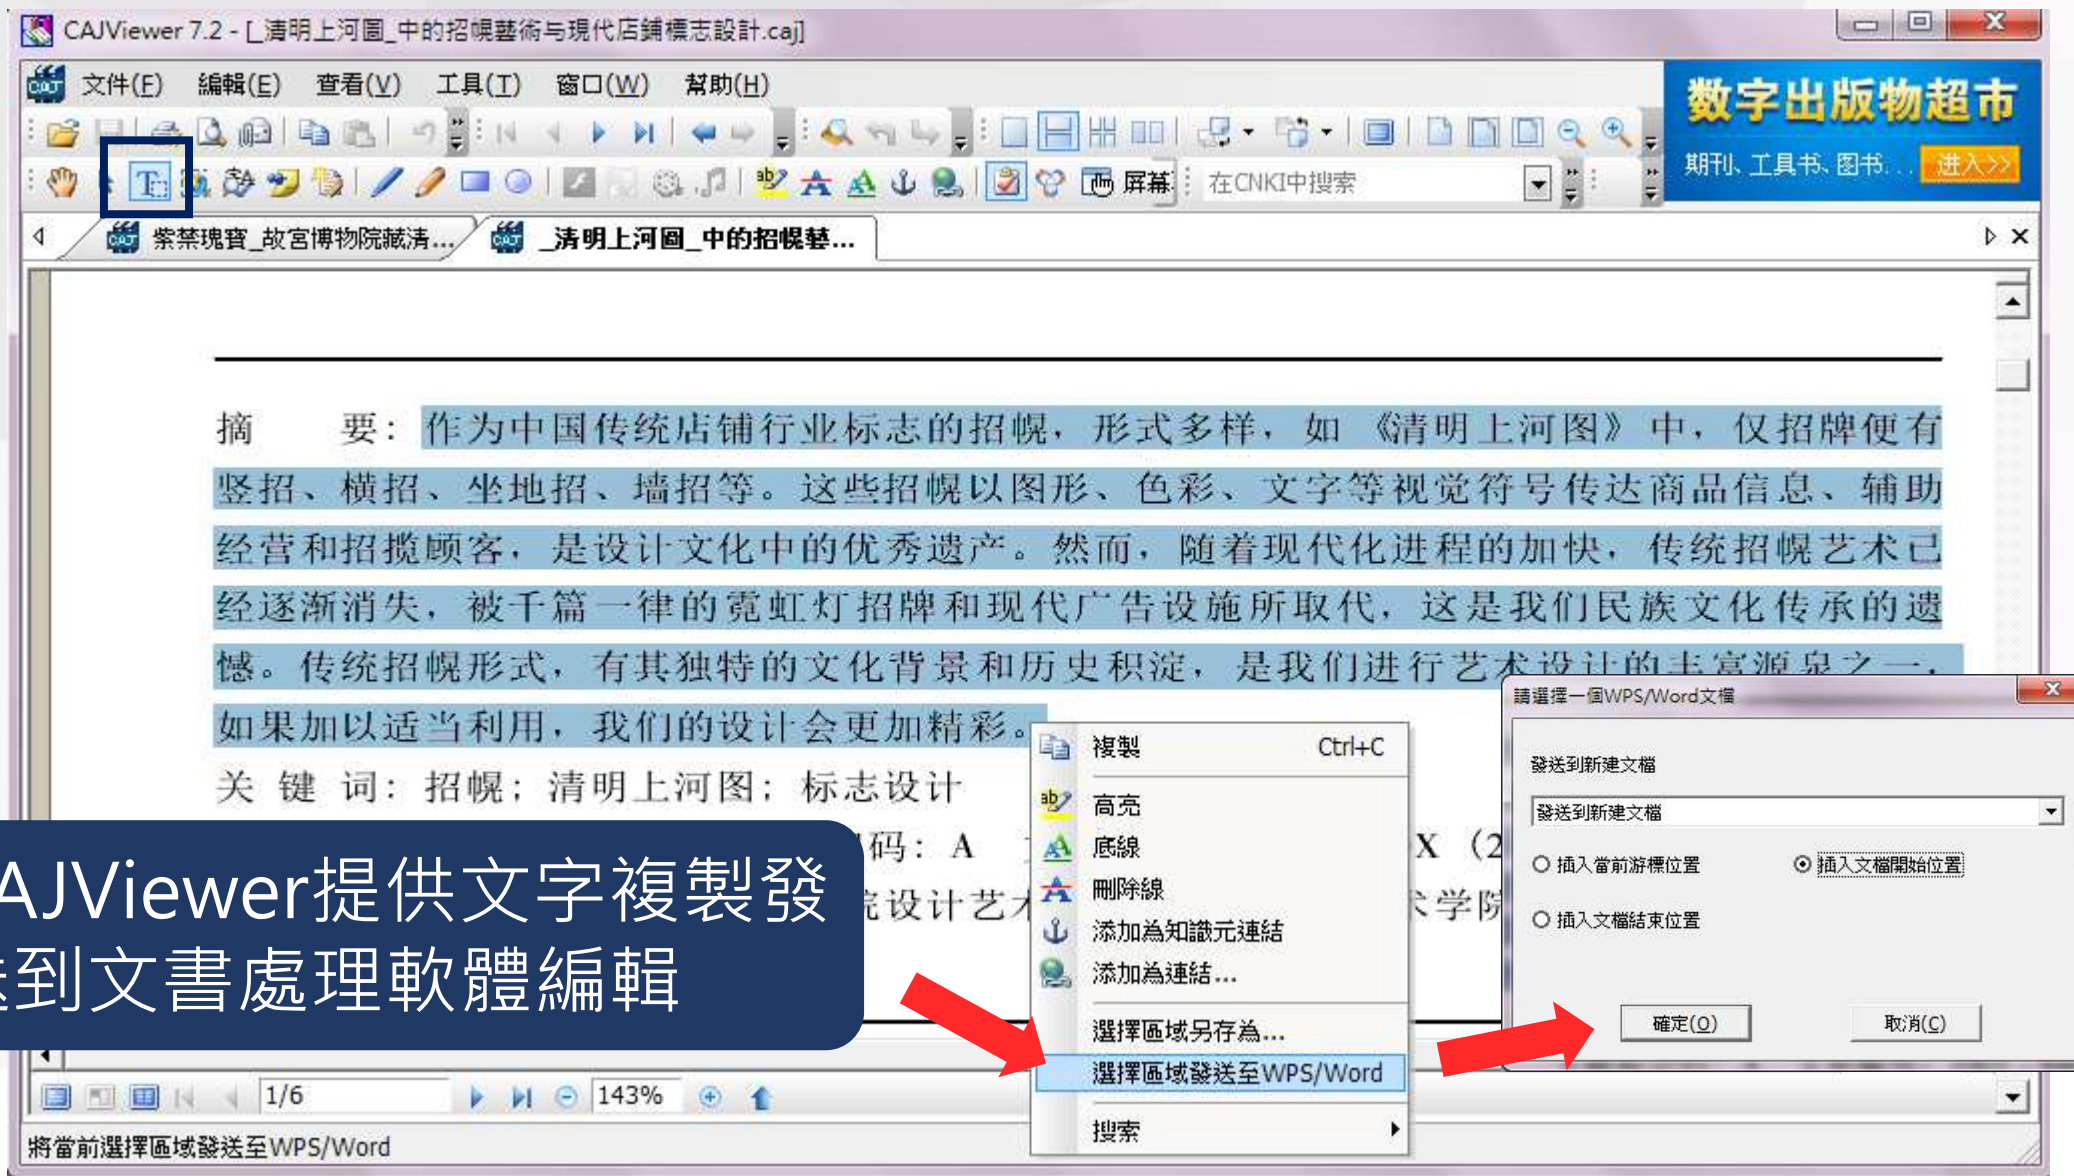 CAJViewer 7.2 - [_清明上河圖_中的招幌藝術与現代店鋪標志設計.caj]
文件(F) 編輯(E) 查看(V) 工具(T) 窗口(W) 幫助(H)
数字出版物超市
期刊、工具书、图书... 进入>>
屏幕 在CNKI中搜索
紫禁瑰寶_故宮博物院藏清... _清明上河圖_中的招幌藝...
摘 要: 作为中国传统店铺行业标志的招幌，形式多样，如《清明上河图》中，仅招牌便有
竖招、横招、坐地招、墙招等。这些招幌以图形、色彩、文字等视觉符号传达商品信息、辅助
经营和招揽顾客，是设计文化中的优秀遗产。然而，随着现代化进程的加快，传统招幌艺术已
经逐渐消失，被千篇一律的霓虹灯招牌和现代广告设施所取代，这是我们民族文化传承的遗
憾。传统招幌形式，有其独特的文化背景和历史积淀，是我们进行艺术设计的丰富源泉之一，
如果加以适当利用，我们的设计会更加精彩。
关 键 词: 招幌; 清明上河图; 标志设计
码: A X (2
院设计艺 术学院
AJViewer提供文字複製發
送到文書處理軟體編輯
複製 Ctrl+C
高亮
底線
刪除線
添加為知識元連結
添加為連結...
選擇區域另存為...
選擇區域發送至WPS/Word
搜索
請選擇一個WPS/Word文檔
發送到新建文檔
發送到新建文檔
插入當前游標位置 插入文檔開始位置
插入文檔結束位置
確定(O) 取消(C)
1/6 143%
將當前選擇區域發送至WPS/Word